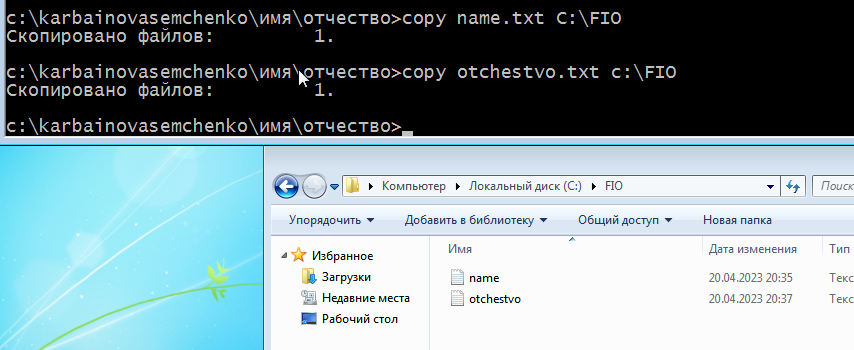 c:\karbainovasemchenko\имя\отчество>copy name.txt C:\FIO
Скопировано файлов:         1.
c:\karbainovasemchenko\имя\отчество>copy otchestvo.txt c:\FIO
Скопировано файлов:         1.
c:\karbainovasemchenko\имя\отчество>
Компьютер Локальный диск (C:) FIO Поиск:
Упорядочить Добавить в библиотеку Общий доступ Новая папка
Избранное Имя Дата изменения Тип
Загрузки name 20.04.2023 20:35 Текс
Недавние места otchestvo 20.04.2023 20:37 Текс
Рабочий стол